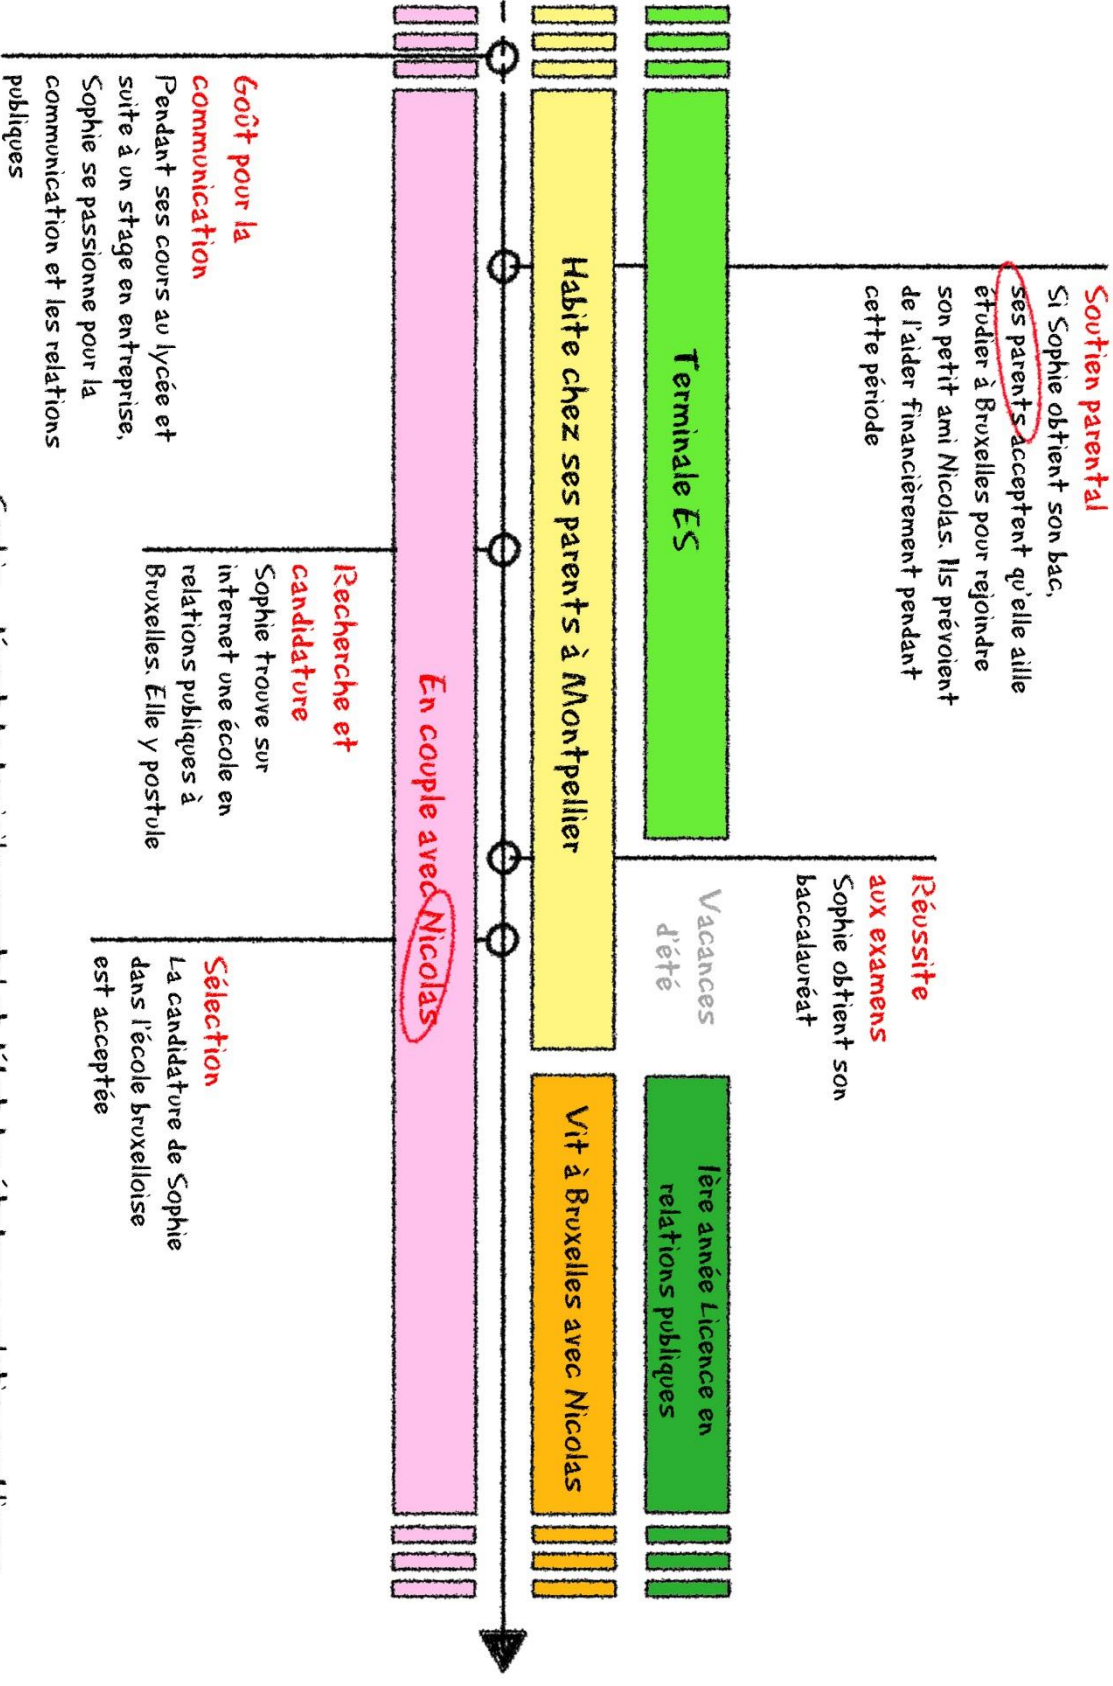 Soutien parental
Si Sophie obtient son bac,
ses parents acceptent qu'elle aille
étudier à Bruxelles pour rejoindre
son petit ami Nicolas. Ils prévoient
de l'aider financièrement pendant
cette période
Réussite
aux examens
Sophie obtient son
baccalauréat
Terminale ES
Vacances
d'été
1ère année Licence en
relations publiques
Habite chez ses parents à Montpellier
Vit à Bruxelles avec Nicolas
En couple avec Nicolas
Goût pour la
communication
Pendant ses cours au lycée et
suite à un stage en entreprise,
Sophie se passionne pour la
communication et les relations
publiques
Recherche et
candidature
Sophie trouve sur
internet une école en
relations publiques à
Bruxelles. Elle y postule
Sélection
La candidature de Sophie
dans l'école bruxelloise
est acceptée